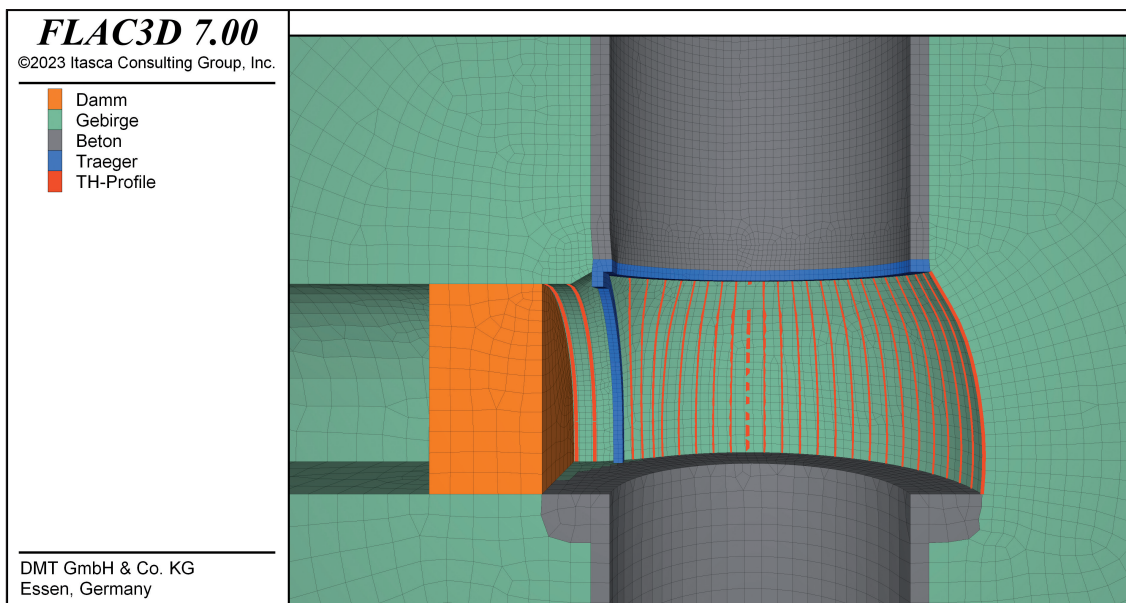 FLAC3D 7.00
©2023 Itasca Consulting Group, Inc.
Damm
Gebirge
Beton
Traeger
TH-Profile
DMT GmbH & Co. KG
Essen, Germany